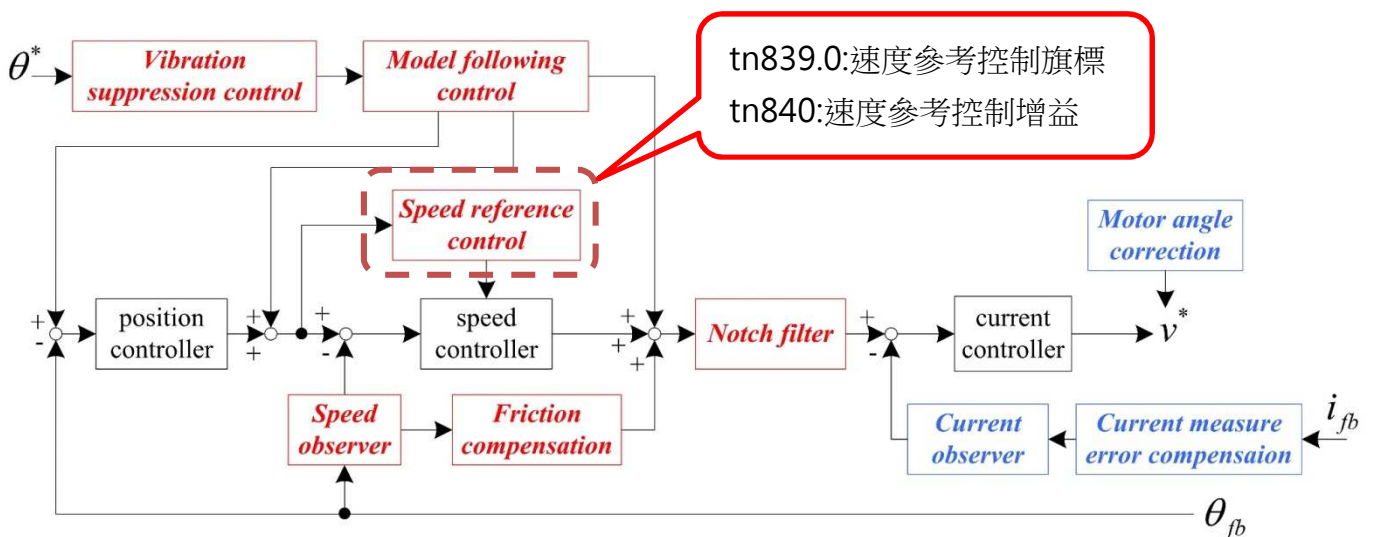 tn839.0:速度參考控制旗標
tn840:速度參考控制增益
θ*
Vibration
suppression control
Model following
control
Speed reference
control
Motor angle
correction
+
-
position
controller
+
+
+
-
speed
controller
+
+
+
Notch filter
+
-
current
controller
v*
Speed
observer
Friction
compensation
Current
observer
Current measure
error compensaion
i_fb
θ_fb